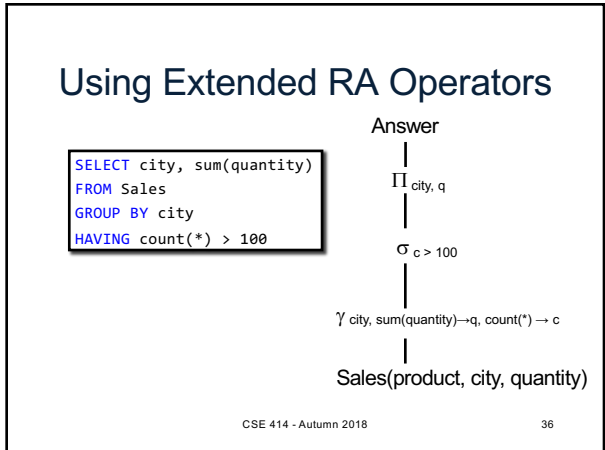 Using Extended RA Operators
SELECT city, sum(quantity)
FROM Sales
GROUP BY city
HAVING count(*) > 100
Answer
Π city, q
σ c > 100
γ city, sum(quantity)→q, count(*) → c
Sales(product, city, quantity)
CSE 414 - Autumn 2018
36